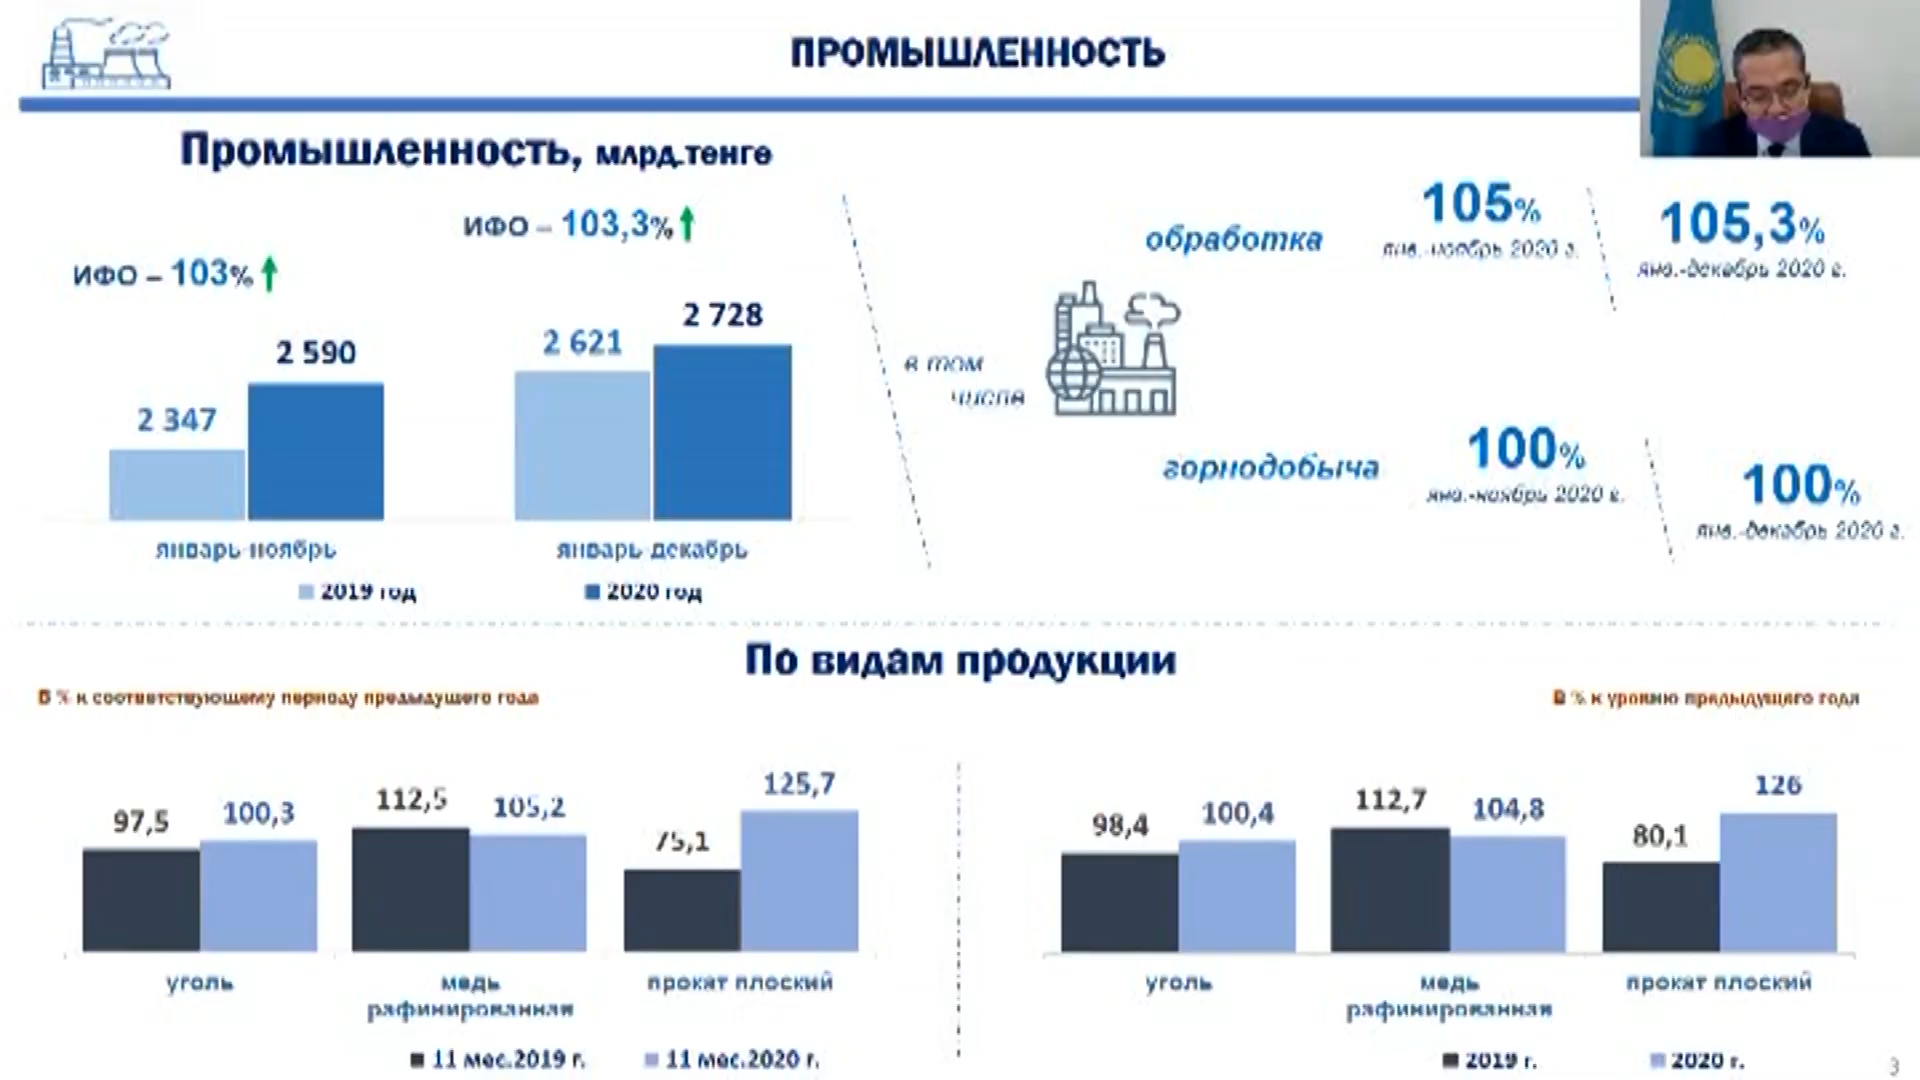 ПРОМЫШЛЕННОСТЬ
Промышленность, млрд.тенге
ИФО – 103%
ИФО – 103,3%
2 347
2 590
2 621
2 728
январь-ноябрь
январь-декабрь
2019 год
2020 год
в том
числе
обработка
105%
янв.-ноябрь 2020 г.
105,3%
янв.-декабрь 2020 г.
горнодобыча
100%
янв.-ноябрь 2020 г.
100%
янв.-декабрь 2020 г.
По видам продукции
В % к соответствующему периоду предыдущего года
97,5
100,3
112,5
105,2
75,1
125,7
уголь
медь
рафинированная
прокат плоский
11 мес.2019 г.
11 мес.2020 г.
В % к уровню предыдущего года
98,4
100,4
112,7
104,8
80,1
126
уголь
медь
рафинированная
прокат плоский
2019 г.
2020 г.
3